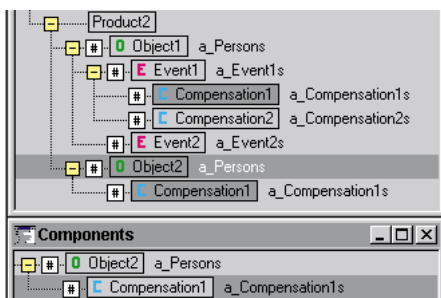 Product2
# O Object1 a_Persons
# E Event1 a_Event1s
# C Compensation1 a_Compensation1s
# C Compensation2 a_Compensation2s
# E Event2 a_Event2s
# O Object2 a_Persons
# C Compensation1 a_Compensation1s
Components
# O Object2 a_Persons
# C Compensation1 a_Compensation1s